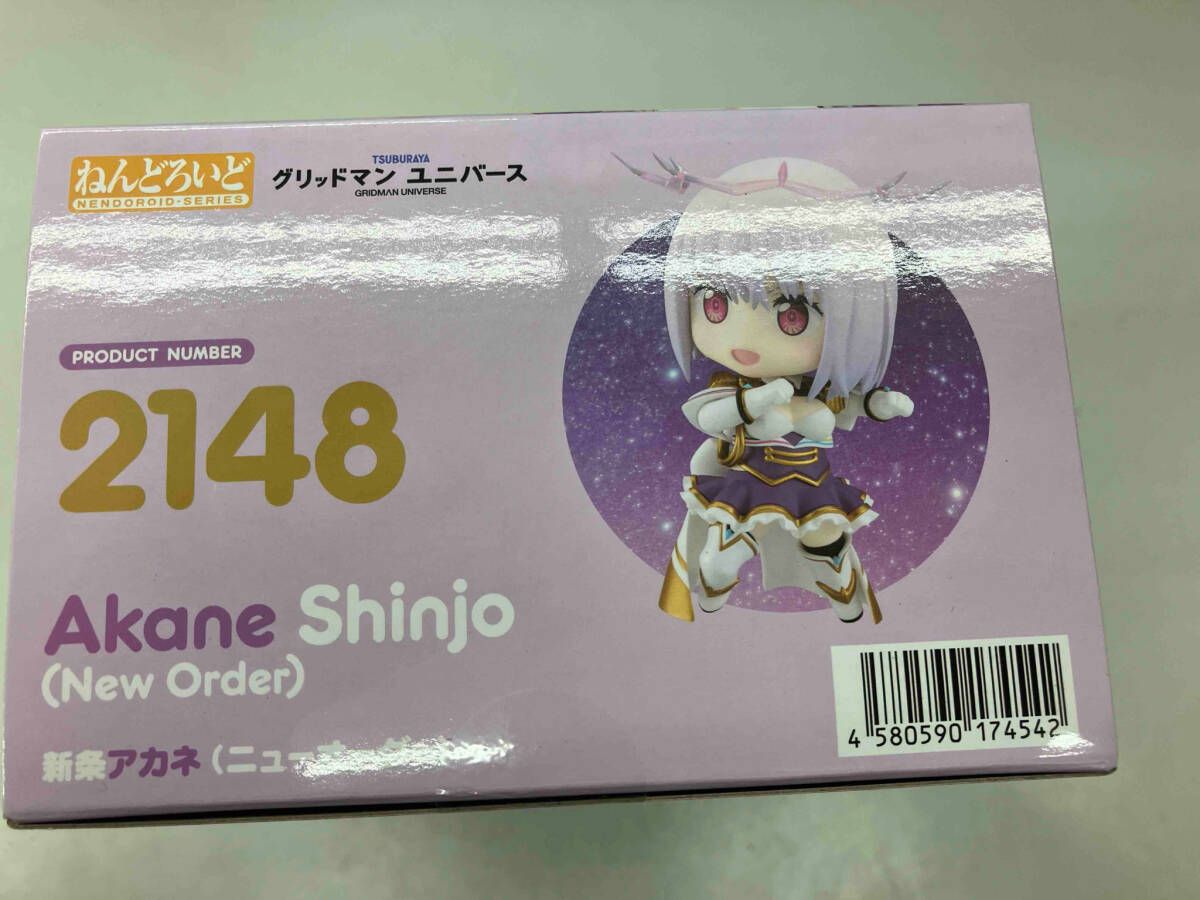 ねんどろいど
NENDOROID-SERIES
TSUBURAYA
グリッドマン ユニバース
GRIDMAN UNIVERSE
PRODUCT NUMBER
2148
Akane Shinjo
(New Order)
新条アカネ (ニュー
4 580590 174542